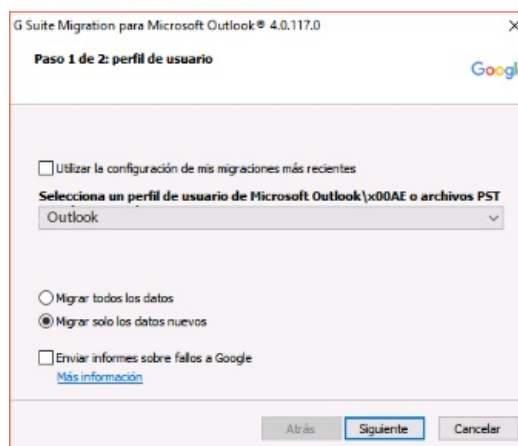 G Suite Migration para Microsoft Outlook® 4.0.117.0
Paso 1 de 2: perfil de usuario
Googl
Utilizar la configuración de mis migraciones más recientes
Selecciona un perfil de usuario de Microsoft Outlook\x00AE o archivos PST
Outlook
Migrar todos los datos
Migrar solo los datos nuevos
Enviar informes sobre fallos a Google
Más información
Atrás
Siguiente
Cancelar